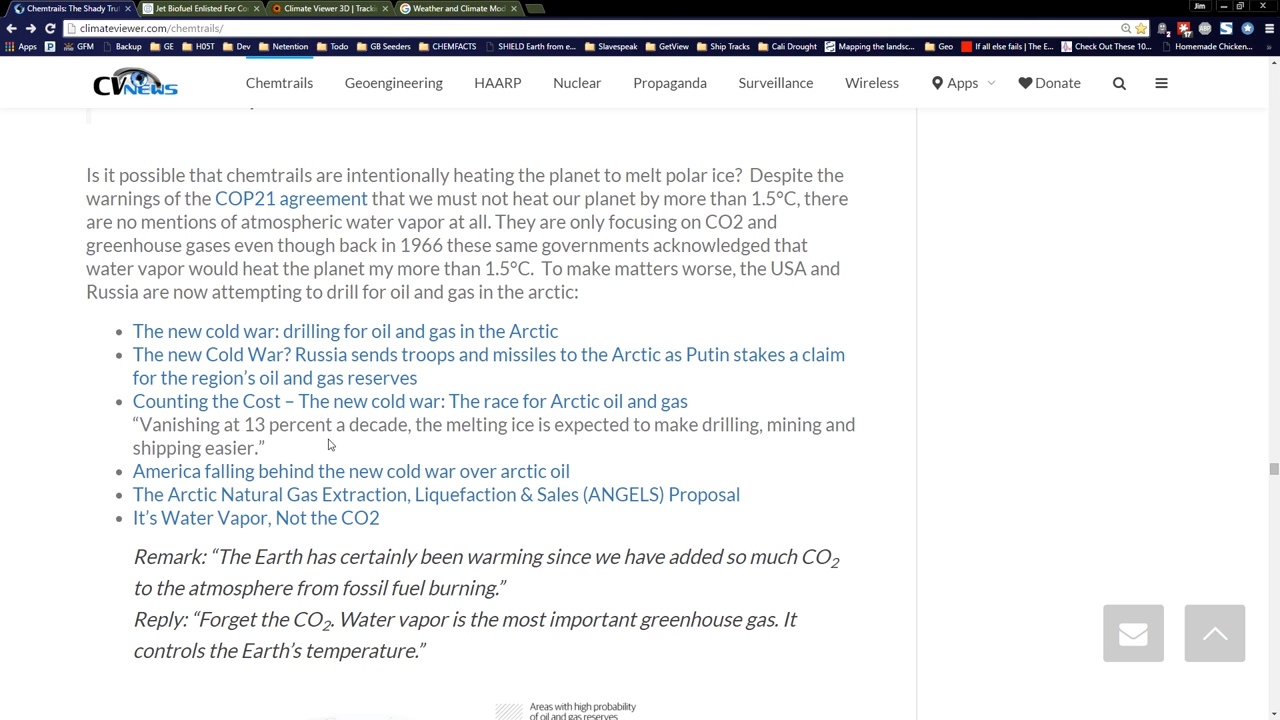 Chemtrails: The Shady Tru
Jet Biofuel Enlisted For Co
Climate Viewer 3D | Tracki
Weather and Climate Mod
Jim
climateviewer.com/chemtrails/
Apps
GFM
Backup
GE
H05T
Dev
Netention
Todo
GB Seeders
CHEMFACTS
SHIELD Earth from e...
Slavespeak
GetView
Ship Tracks
Cali Drought
Mapping the landsc...
Geo
If all else fails | The E...
Check Out These 10...
Homemade Chicken...
CV NEWS
Chemtrails
Geoengineering
HAARP
Nuclear
Propaganda
Surveillance
Wireless
Apps
Donate
Is it possible that chemtrails are intentionally heating the planet to melt polar ice? Despite the
warnings of the COP21 agreement that we must not heat our planet by more than 1.5°C, there
are no mentions of atmospheric water vapor at all. They are only focusing on CO2 and
greenhouse gases even though back in 1966 these same governments acknowledged that
water vapor would heat the planet my more than 1.5°C. To make matters worse, the USA and
Russia are now attempting to drill for oil and gas in the arctic:
The new cold war: drilling for oil and gas in the Arctic
The new Cold War? Russia sends troops and missiles to the Arctic as Putin stakes a claim
for the region’s oil and gas reserves
Counting the Cost – The new cold war: The race for Arctic oil and gas
“Vanishing at 13 percent a decade, the melting ice is expected to make drilling, mining and
shipping easier.”
America falling behind the new cold war over arctic oil
The Arctic Natural Gas Extraction, Liquefaction & Sales (ANGELS) Proposal
It’s Water Vapor, Not the CO2
Remark: “The Earth has certainly been warming since we have added so much CO2
to the atmosphere from fossil fuel burning.”
Reply: “Forget the CO2. Water vapor is the most important greenhouse gas. It
controls the Earth’s temperature.”
Areas with high probability
of oil and gas reserves